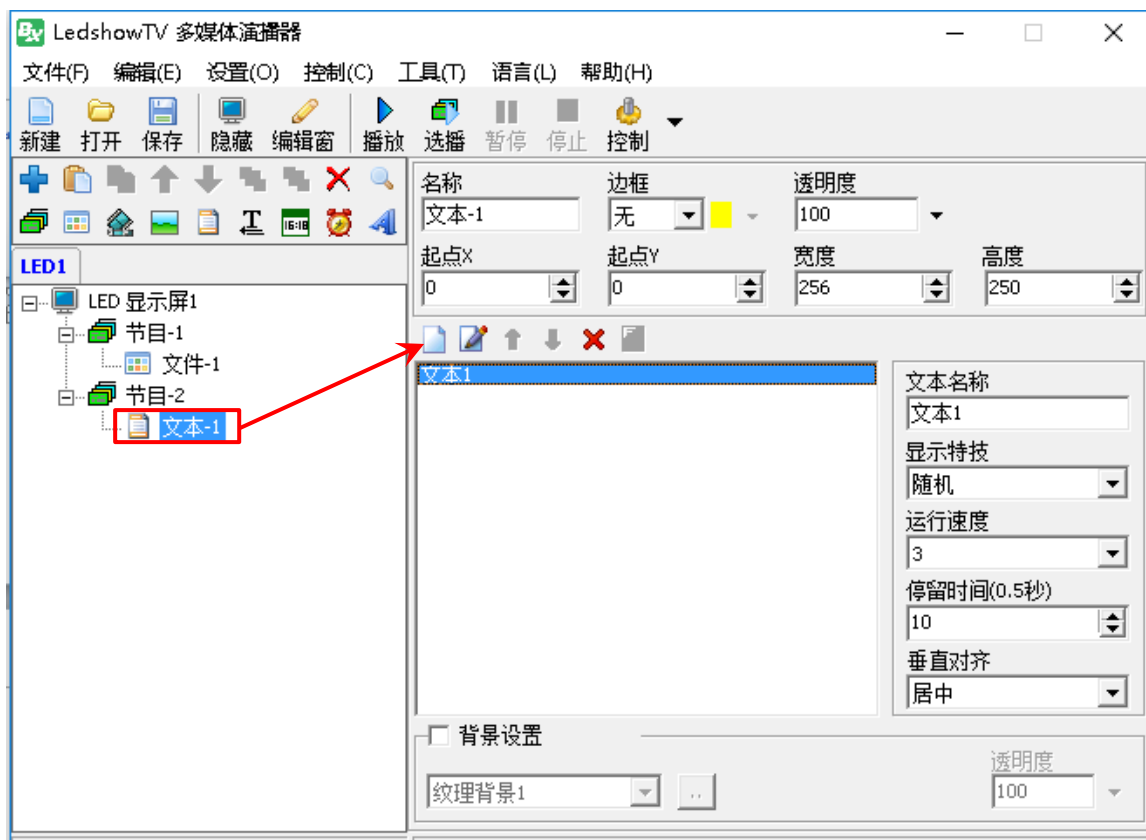 LedshowTV 多媒体演播器
文件(F) 编辑(E) 设置(O) 控制(C) 工具(T) 语言(L) 帮助(H)
新建 打开 保存 隐藏 编辑窗 播放 选播 暂停 停止 控制
16:18
LED1
LED 显示屏1
节目-1
文件-1
节目-2
文本-1
名称 边框 透明度
文本-1 无 100
起点X 起点Y 宽度 高度
0 0 256 250
文本1
文本名称
文本1
显示特技
随机
运行速度
3
停留时间(0.5秒)
10
垂直对齐
居中
背景设置
透明度
纹理背景1 .. 100